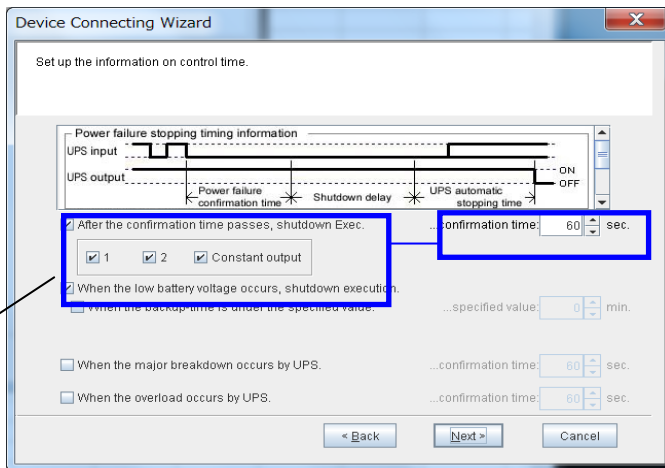 Device Connecting Wizard
Set up the information on control time.
Power failure stopping timing information
UPS input
UPS output
ON
OFF
Power failure
confirmation time
Shutdown delay
UPS automatic
stopping time
After the confirmation time passes, shutdown Exec.
...confirmation time: 60 sec.
1 2 Constant output
When the low battery voltage occurs, shutdown execution.
When the backup-time is under the specified value.
...specified value: 0 min.
When the major breakdown occurs by UPS.
...confirmation time: 60 sec.
When the overload occurs by UPS.
...confirmation time: 60 sec.
« Back Next » Cancel